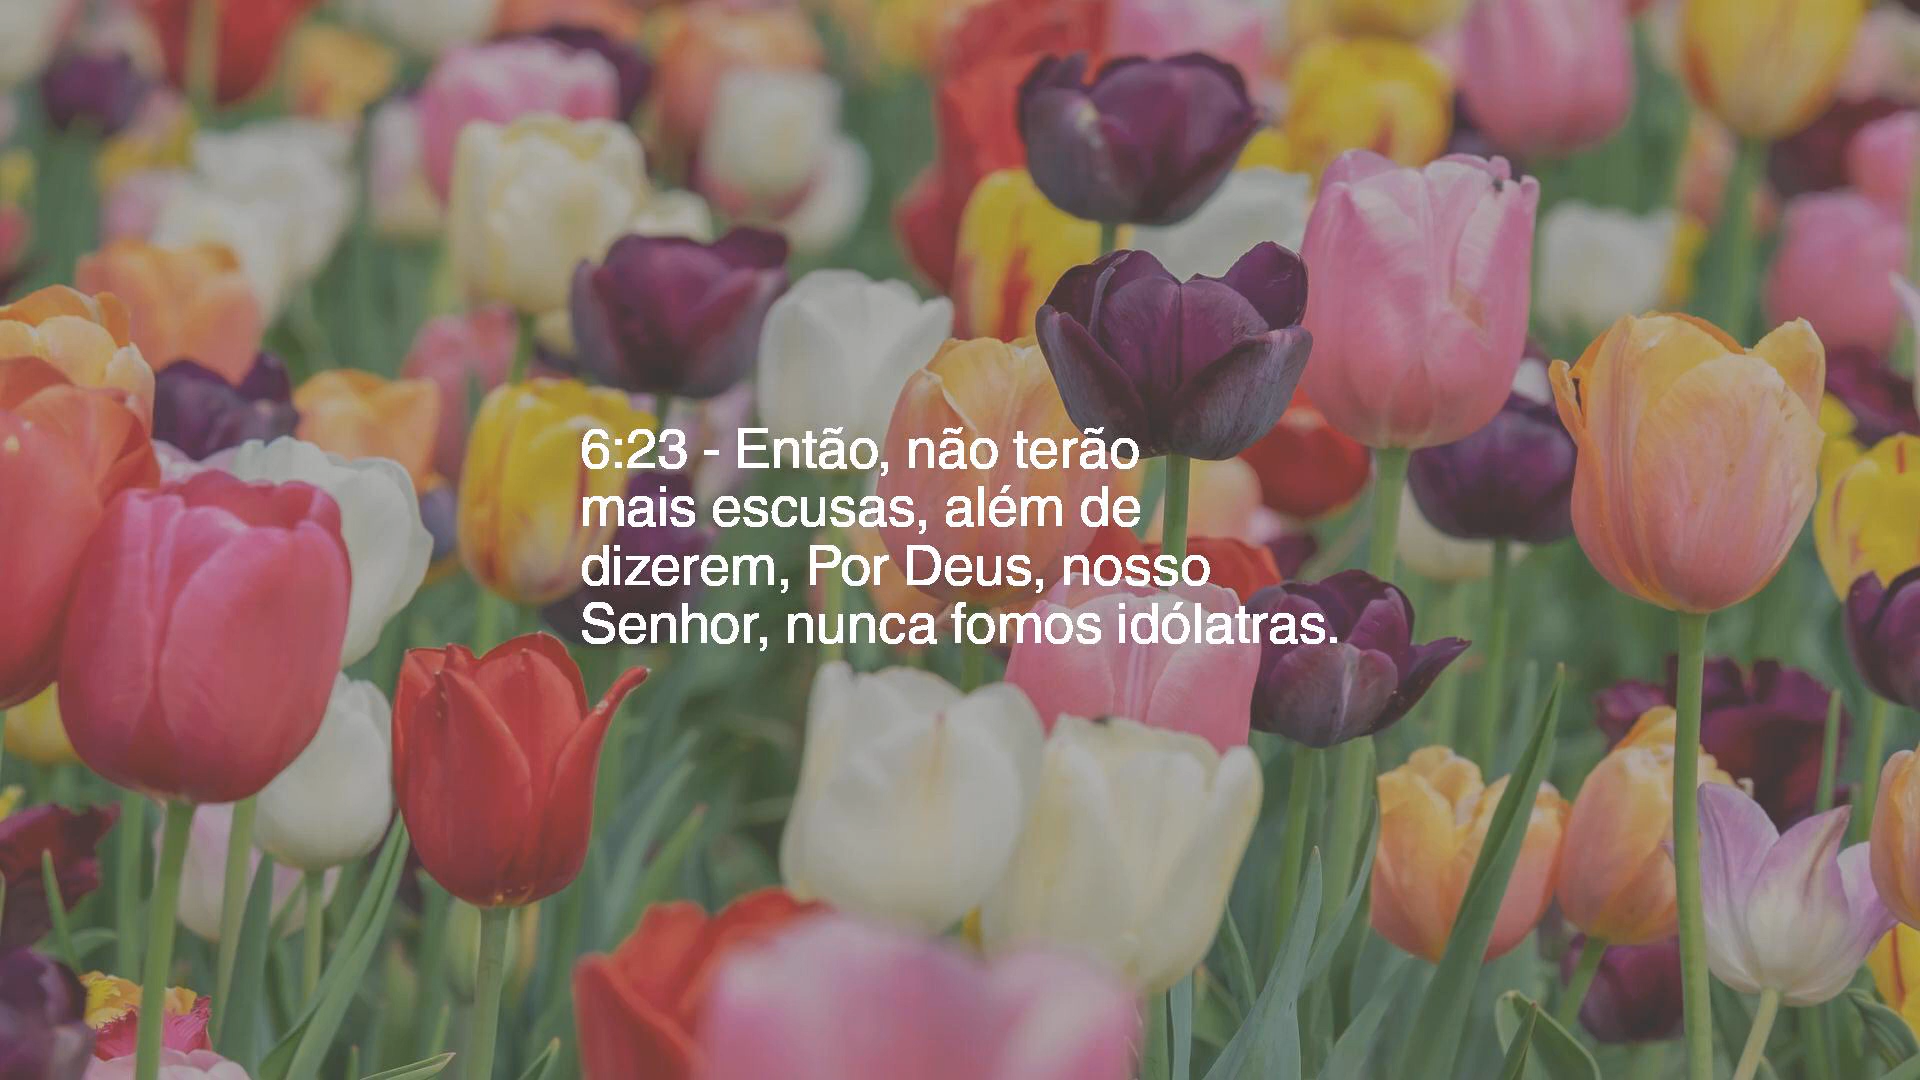 6:23 - Então, não terão
mais escusas, além de
dizerem, Por Deus, nosso
Senhor, nunca fomos idólatras.